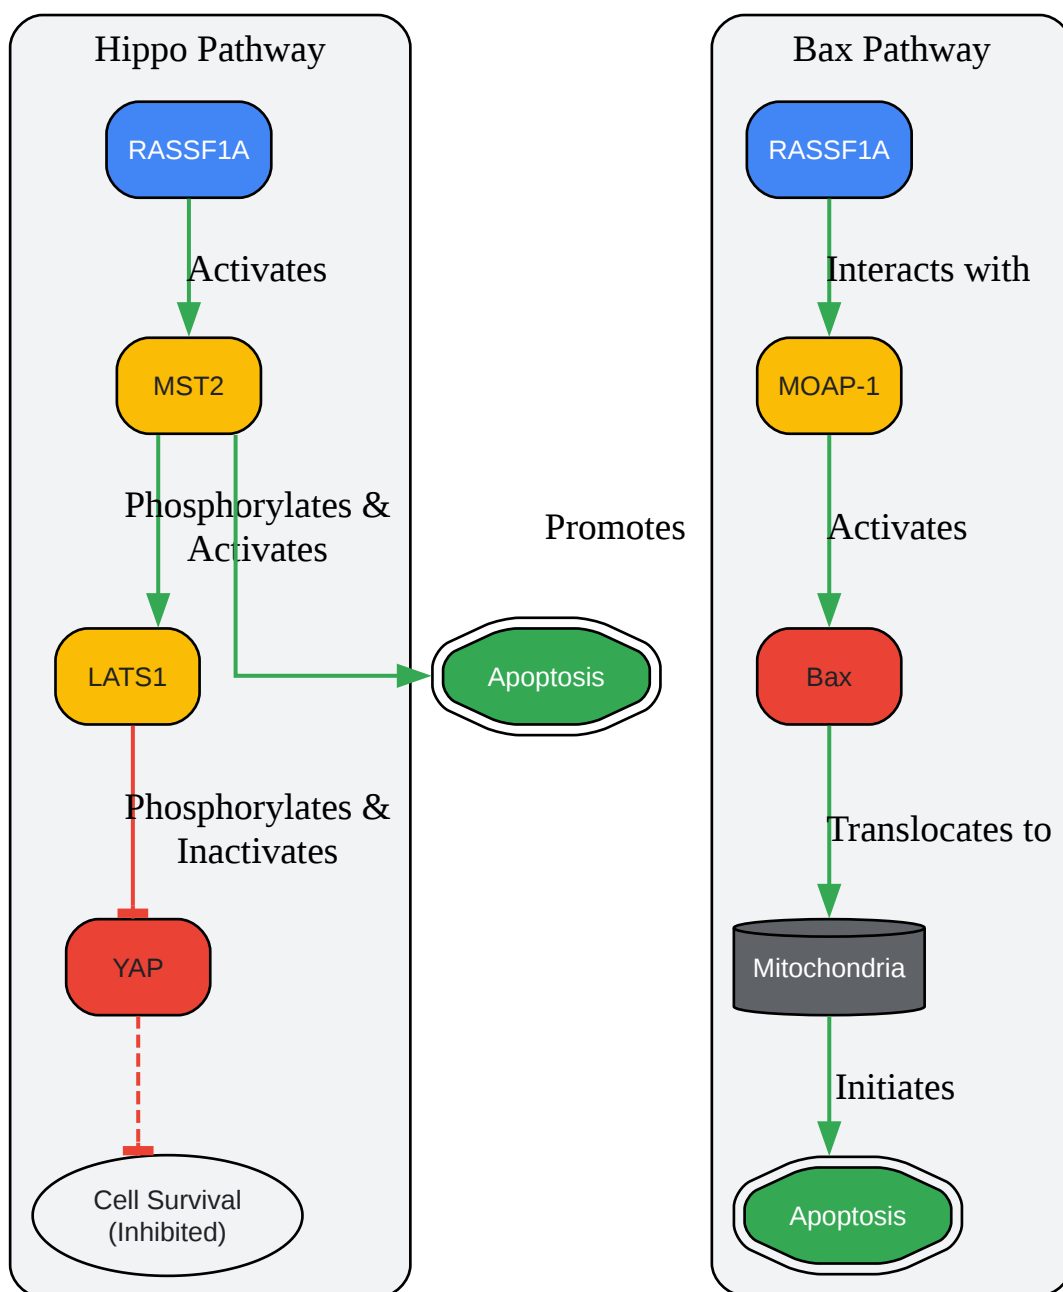 Hippo Pathway
RASSF1A
Activates
MST2
Phosphorylates &
Activates
LATS1
Phosphorylates &
Inactivates
YAP
Cell Survival
(Inhibited)
Promotes
Apoptosis
Bax Pathway
RASSF1A
Interacts with
MOAP-1
Activates
Bax
Translocates to
Mitochondria
Initiates
Apoptosis